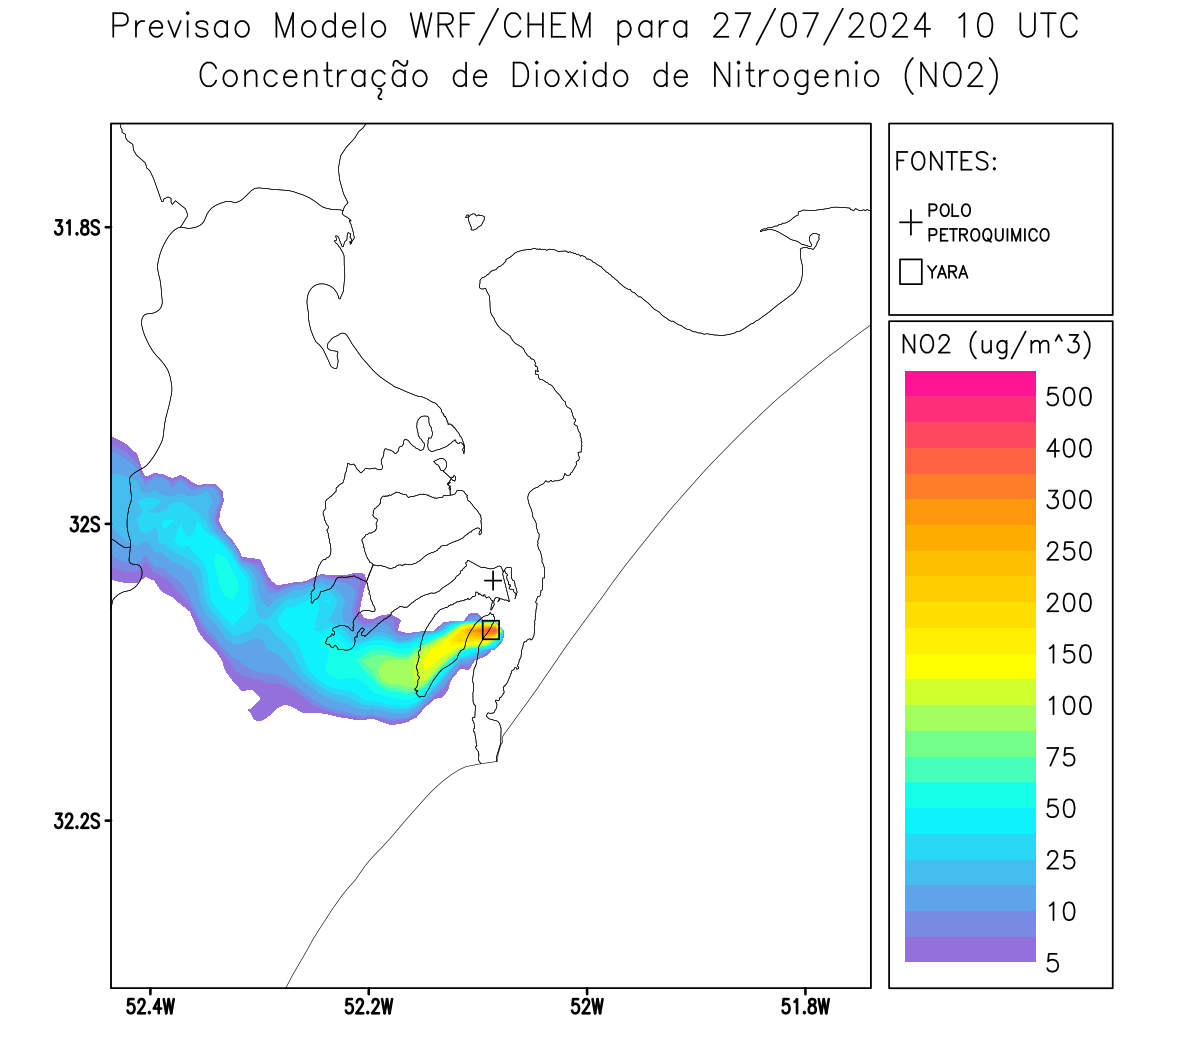 Previsao Modelo WRF/CHEM para 27/07/2024 10 UTC
Concentração de Dioxido de Nitrogenio (NO2)
FONTES:
POLO
PETROQUIMICO
YARA
NO2 (ug/m^3)
500
400
300
250
200
150
100
75
50
25
10
5
31.8S
32S
32.2S
52.4W
52.2W
52W
51.8W